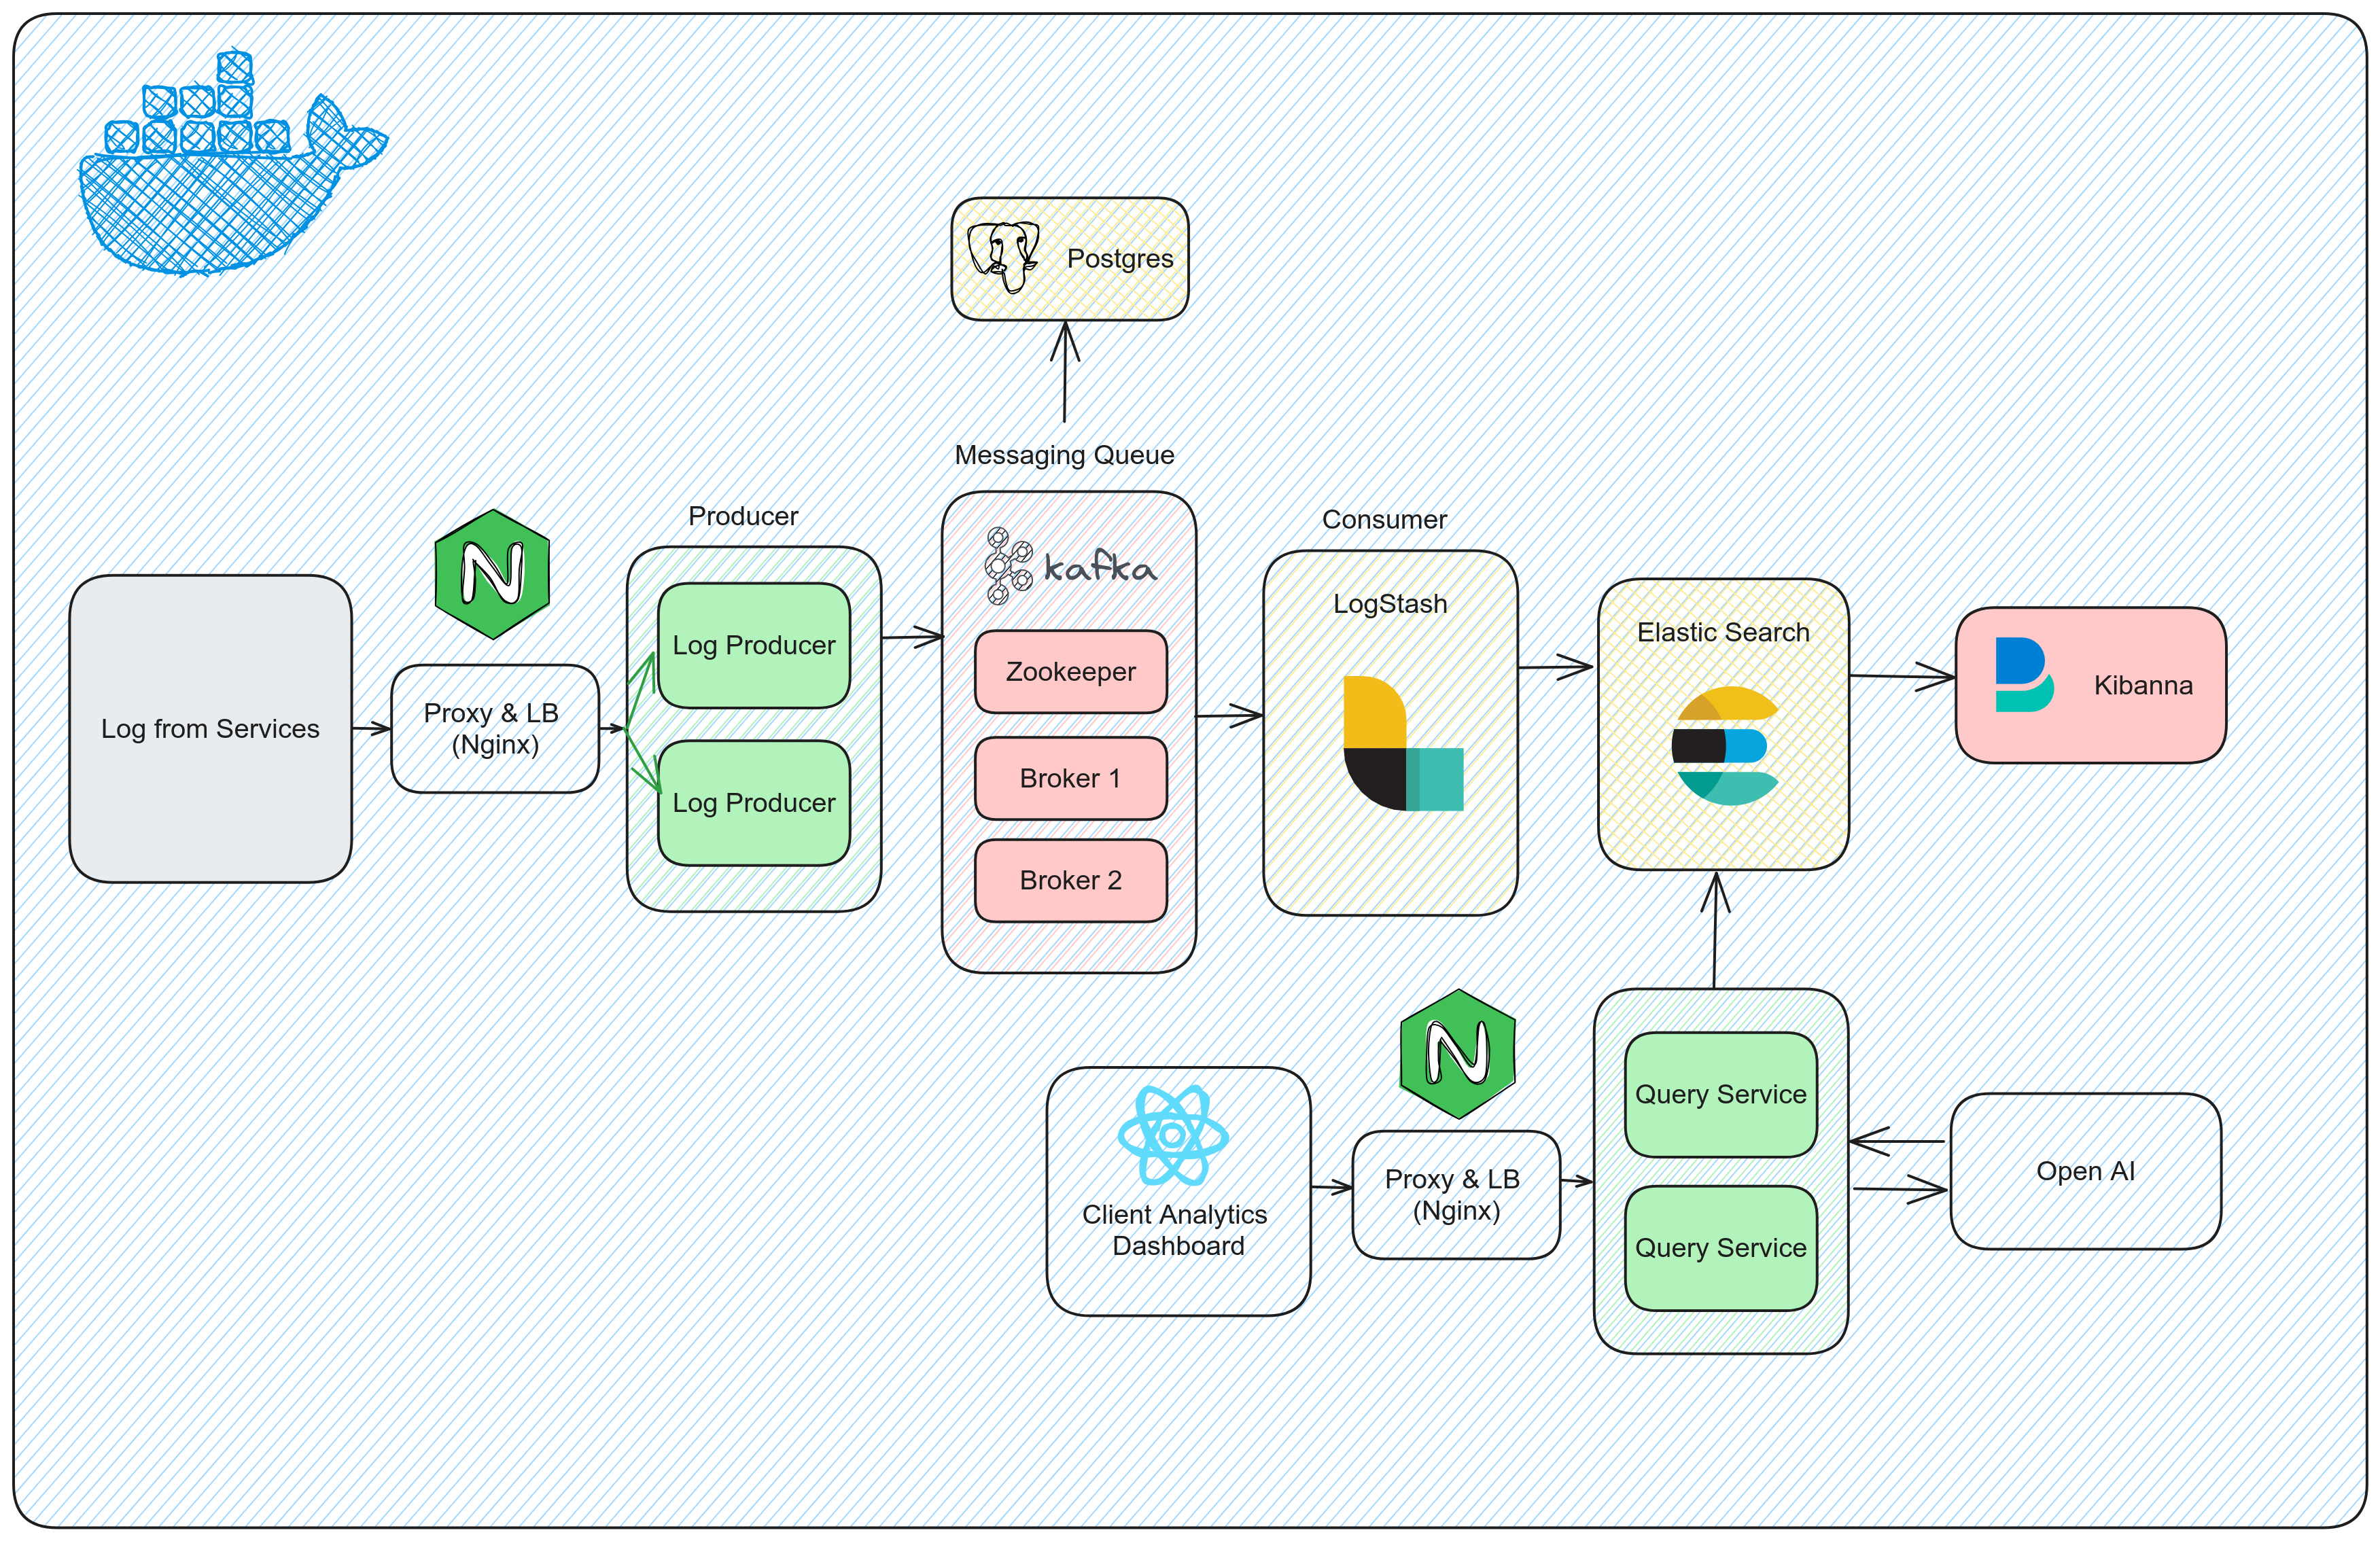 Postgres
Messaging Queue
Producer
Consumer
kafka
LogStash
Elastic Search
Log Producer
Zookeeper
Kibanna
Log from Services
Proxy & LB
(Nginx)
Broker 1
Log Producer
Broker 2
N
N
Query Service
Proxy & LB
(Nginx)
Open AI
Client Analytics
Dashboard
Query Service